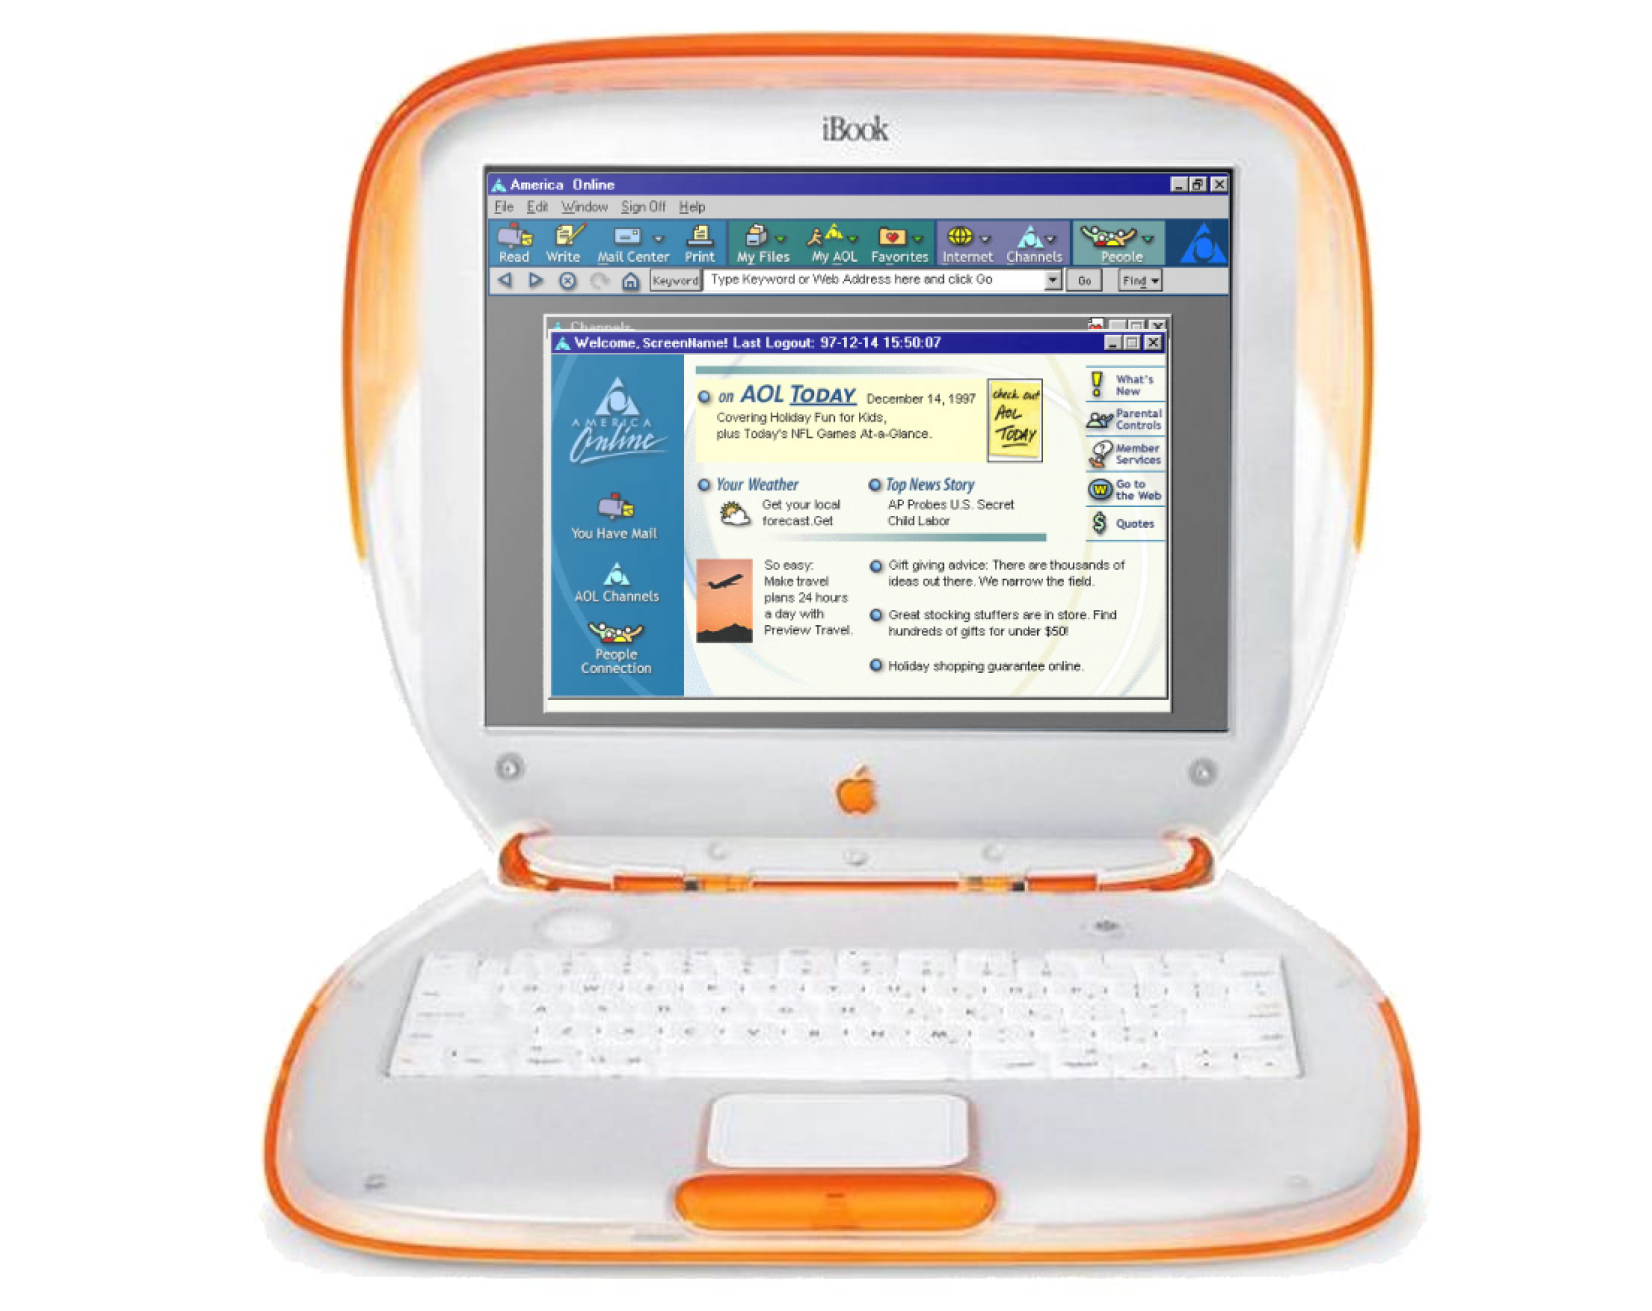 iBook
America Online
File Edit Window Sign Off Help
Read Write Mail Center Print My Files My AOL Favorites Internet Channels People
Keyword Type Keyword or Web Address here and click Go Go Find
Channels
Welcome, ScreenName! Last Logout: 97-12-14 15:50:07
AMERICA
Online
You Have Mail
AOL Channels
People
Connection
on AOL TODAY December 14, 1997
Covering Holiday Fun for Kids,
plus Today's NFL Games At-a-Glance.
check out
AOL
TODAY
Your Weather
Get your local
forecast.Get
Top News Story
AP Probes U.S. Secret
Child Labor
So easy:
Make travel
plans 24 hours
a day with
Preview Travel.
Gift giving advice: There are thousands of
ideas out there. We narrow the field.
Great stocking stuffers are in store. Find
hundreds of gifts for under $50!
Holiday shopping guarantee online.
What's
New
Parental
Controls
Member
Services
W
Go to
the Web
$
Quotes